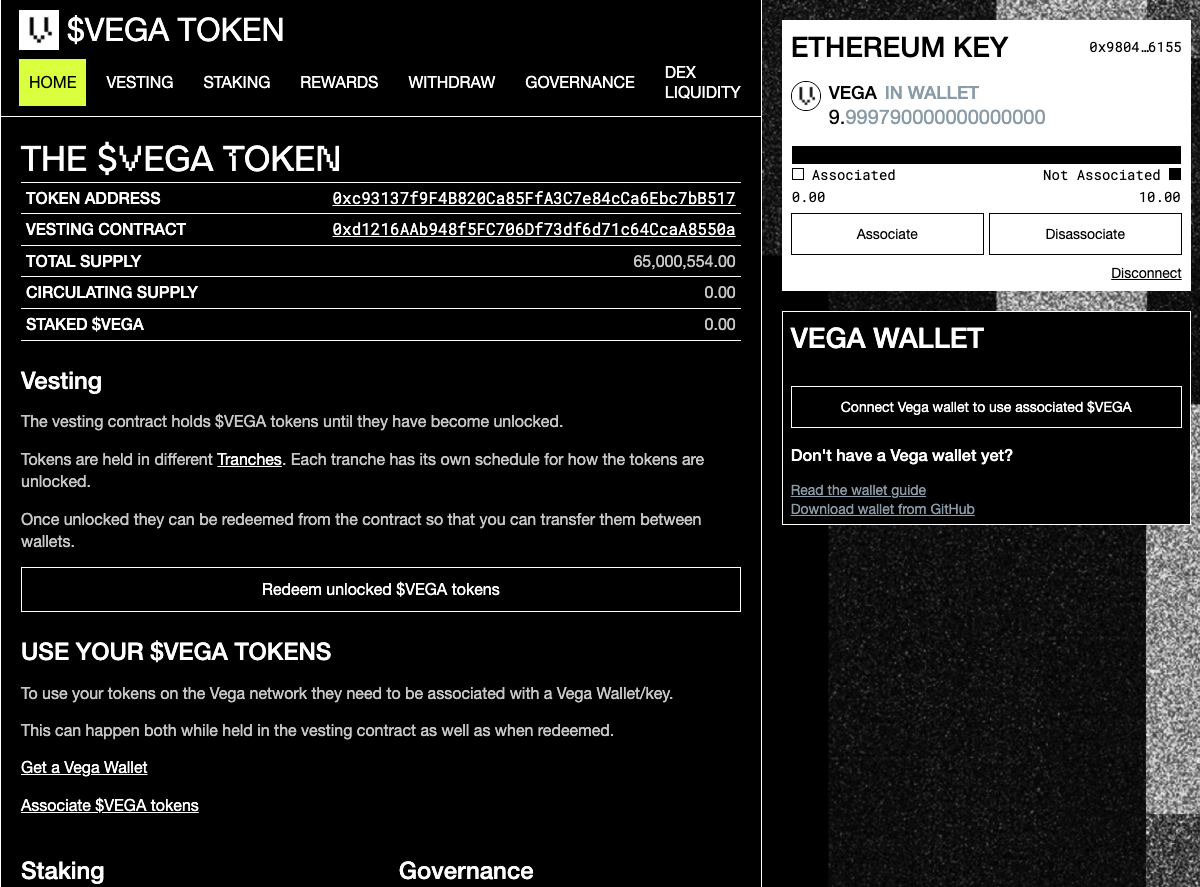 $VEGA TOKEN
HOME
VESTING
STAKING
REWARDS
WITHDRAW
GOVERNANCE
DEX
LIQUIDITY
THE $VEGA TOKEN
TOKEN ADDRESS 0xc93137f9F4B820Ca85FfA3C7e84cCa6Ebc7bB517
VESTING CONTRACT 0xd1216AAb948f5FC706Df73df6d71c64CcaA8550a
TOTAL SUPPLY 65,000,554.00
CIRCULATING SUPPLY 0.00
STAKED $VEGA 0.00
Vesting
The vesting contract holds $VEGA tokens until they have become unlocked.
Tokens are held in different Tranches. Each tranche has its own schedule for how the tokens are
unlocked.
Once unlocked they can be redeemed from the contract so that you can transfer them between
wallets.
Redeem unlocked $VEGA tokens
USE YOUR $VEGA TOKENS
To use your tokens on the Vega network they need to be associated with a Vega Wallet/key.
This can happen both while held in the vesting contract as well as when redeemed.
Get a Vega Wallet
Associate $VEGA tokens
Staking
Governance
ETHEREUM KEY 0x9804…6155
VEGA IN WALLET
9.999790000000000000
Associated Not Associated
0.00 10.00
Associate
Disassociate
Disconnect
VEGA WALLET
Connect Vega wallet to use associated $VEGA
Don't have a Vega wallet yet?
Read the wallet guide
Download wallet from GitHub